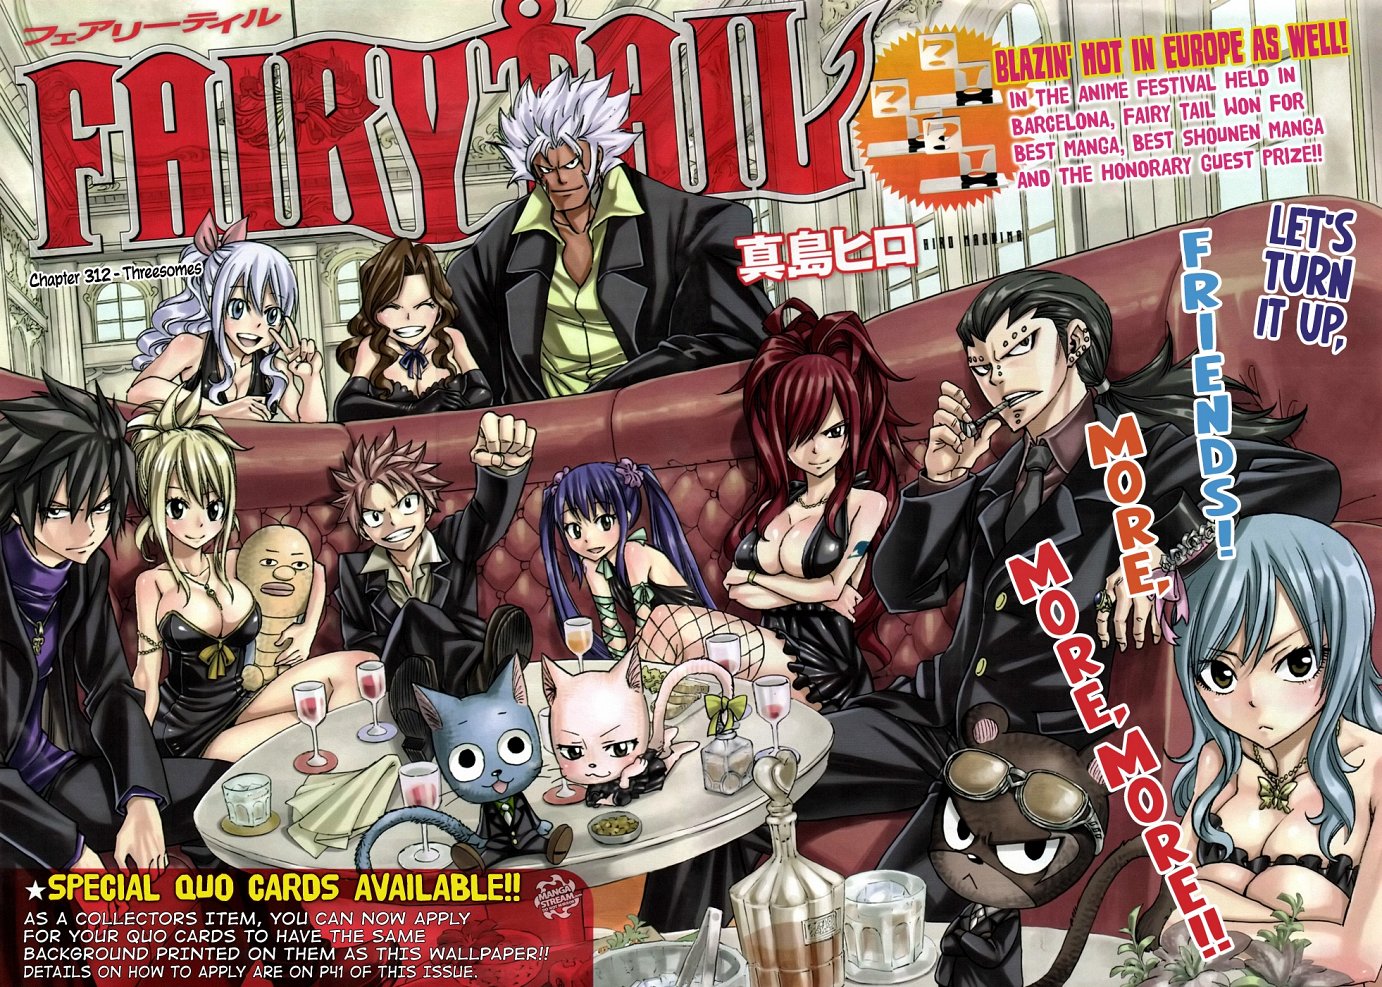 フェアリーテイル
FAIRY TAIL
BLAZIN' HOT IN EUROPE AS WELL!
IN THE ANIME FESTIVAL HELD IN
BARCELONA, FAIRY TAIL WON FOR
BEST MANGA, BEST SHOUNEN MANGA
AND THE HONORARY GUEST PRIZE!!
真島ヒロ
HIRO MASHIMA
Chapter 312 - Threesomes
LET'S
TURN
IT UP,
FRIENDS!
MORE,
MORE, MORE!!
★SPECIAL QUO CARDS AVAILABLE!!
AS A COLLECTORS ITEM, YOU CAN NOW APPLY
FOR YOUR QUO CARDS TO HAVE THE SAME
BACKGROUND PRINTED ON THEM AS THIS WALLPAPER!!
DETAILS ON HOW TO APPLY ARE ON P41 OF THIS ISSUE.
MANGA
STREAM